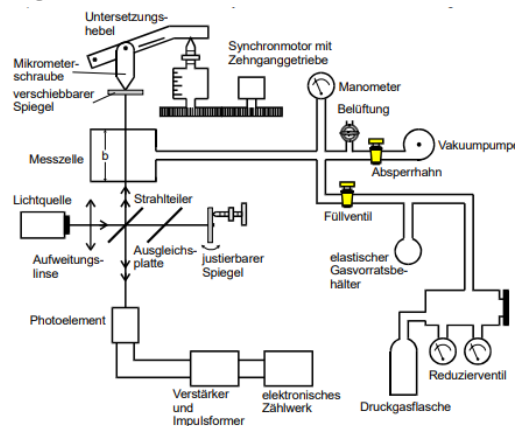 Untersetzungs-
hebel
Mikrometer-
schraube
verschiebbarer
Spiegel
Synchronmotor mit
Zehnganggetriebe
Manometer
Belüftung
Vakuumpumpe
Absperrhahn
Messzelle
b
Lichtquelle
Strahlteiler
Füllventil
Aufweitungs-
linse
Ausgleichs-
platte
justierbarer
Spiegel
elastischer
Gasvorratsbe-
hälter
Photoelement
Reduzierventil
Verstärker
und
Impulsformer
elektronisches
Zählwerk
Druckgasflasche